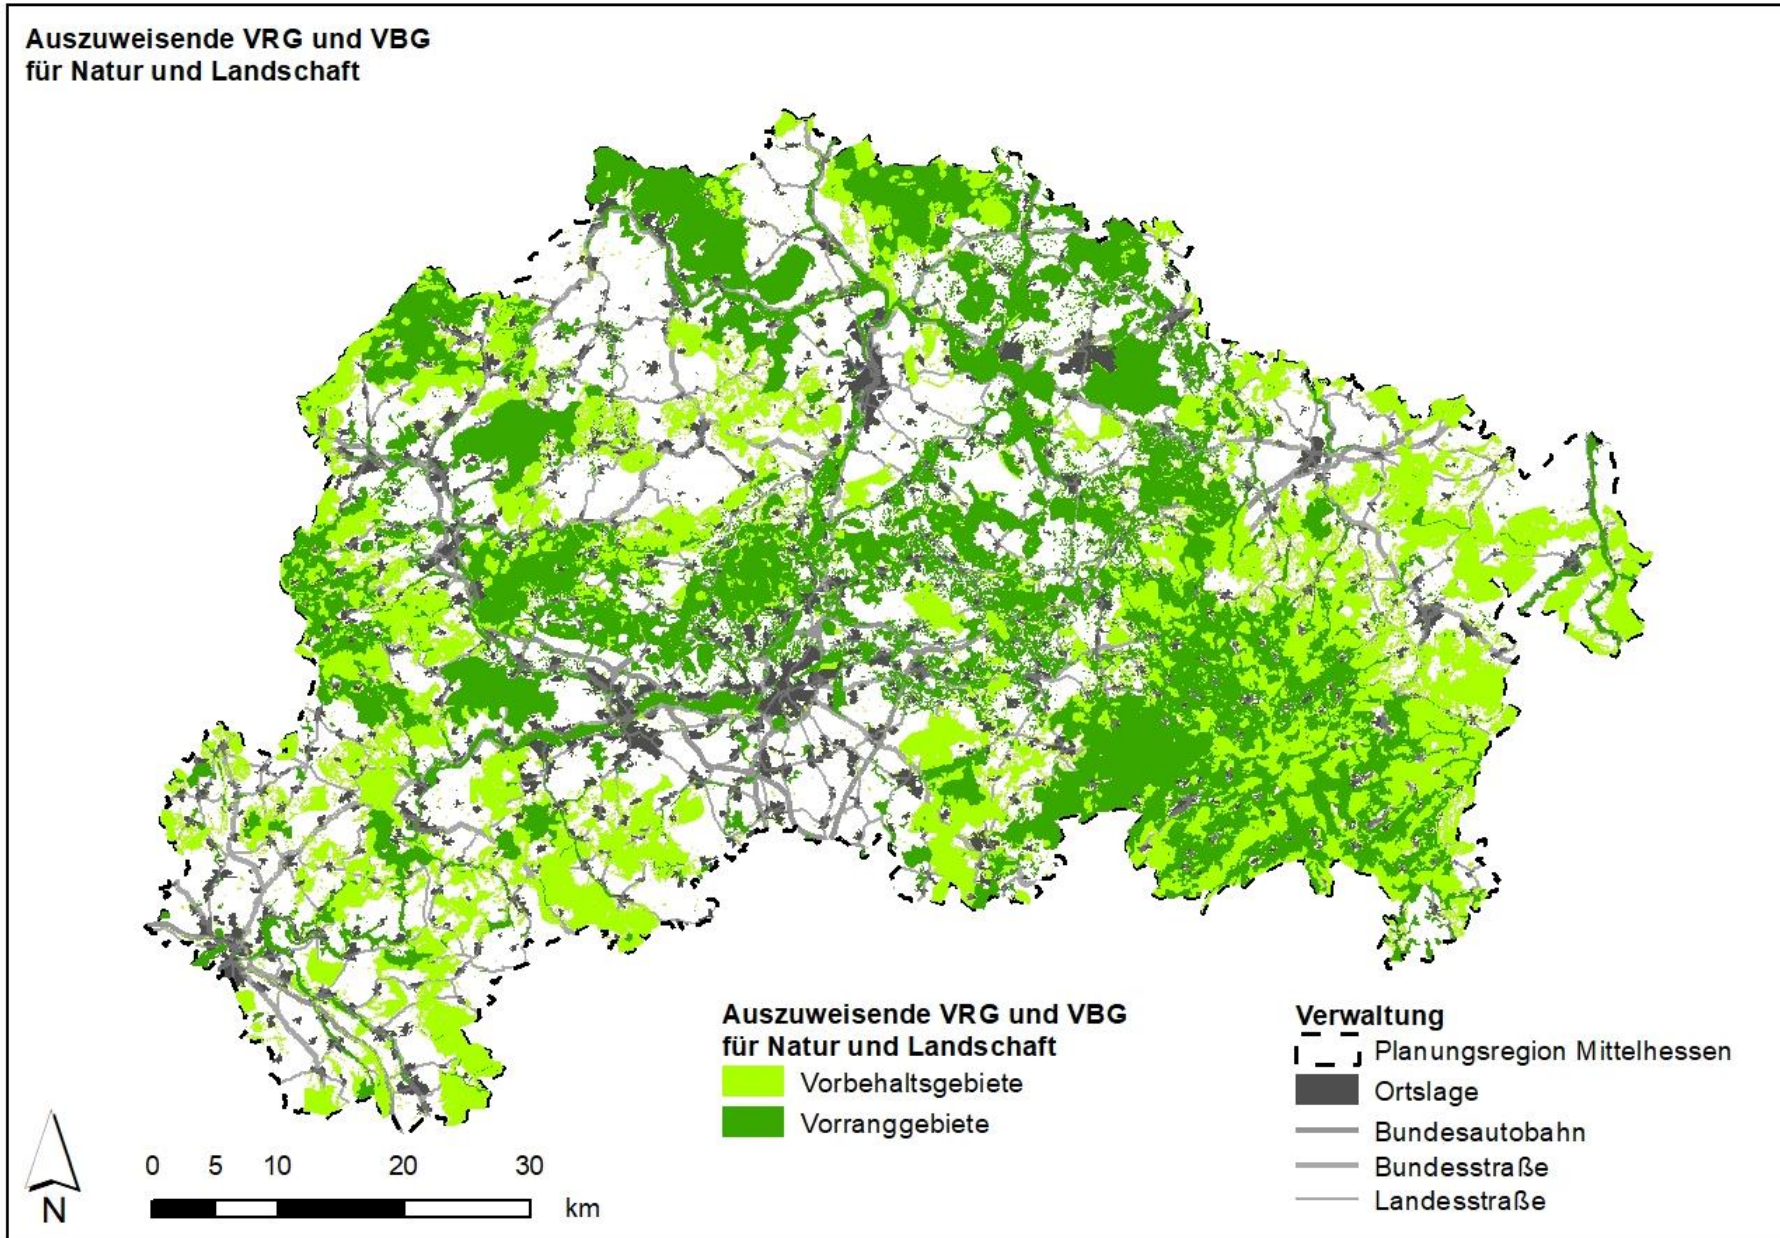 Auszuweisende VRG und VBG
für Natur und Landschaft
Auszuweisende VRG und VBG
für Natur und Landschaft
Vorbehaltsgebiete
Vorranggebiete
Verwaltung
Planungsregion Mittelhessen
Ortslage
Bundesautobahn
Bundesstraße
Landesstraße
0 5 10 20 30
km
N